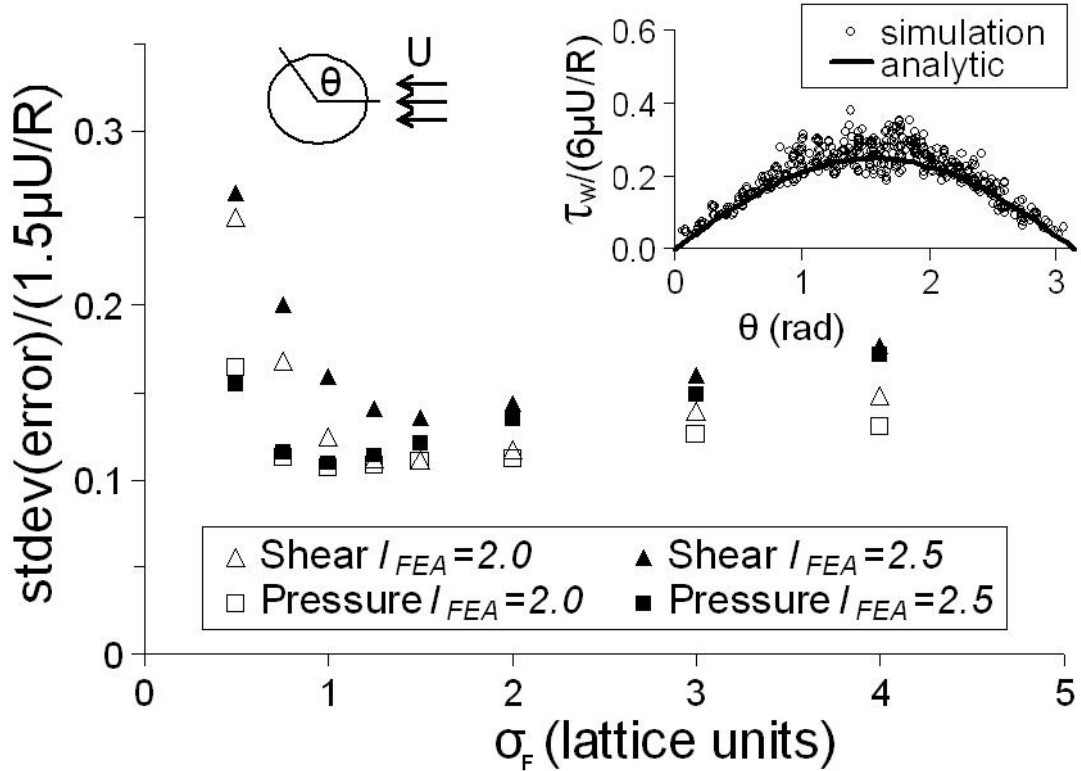 stdev(error)/(1.5μU/R)
0.3
0.2
0.1
0
0
1
2
3
4
5
σF (lattice units)
θ
U
τw/(6μU/R)
0.6
0.4
0.2
0.0
0
1
2
3
θ (rad)
simulation
analytic
Shear lFEA=2.0
Shear lFEA=2.5
Pressure lFEA=2.0
Pressure lFEA=2.5